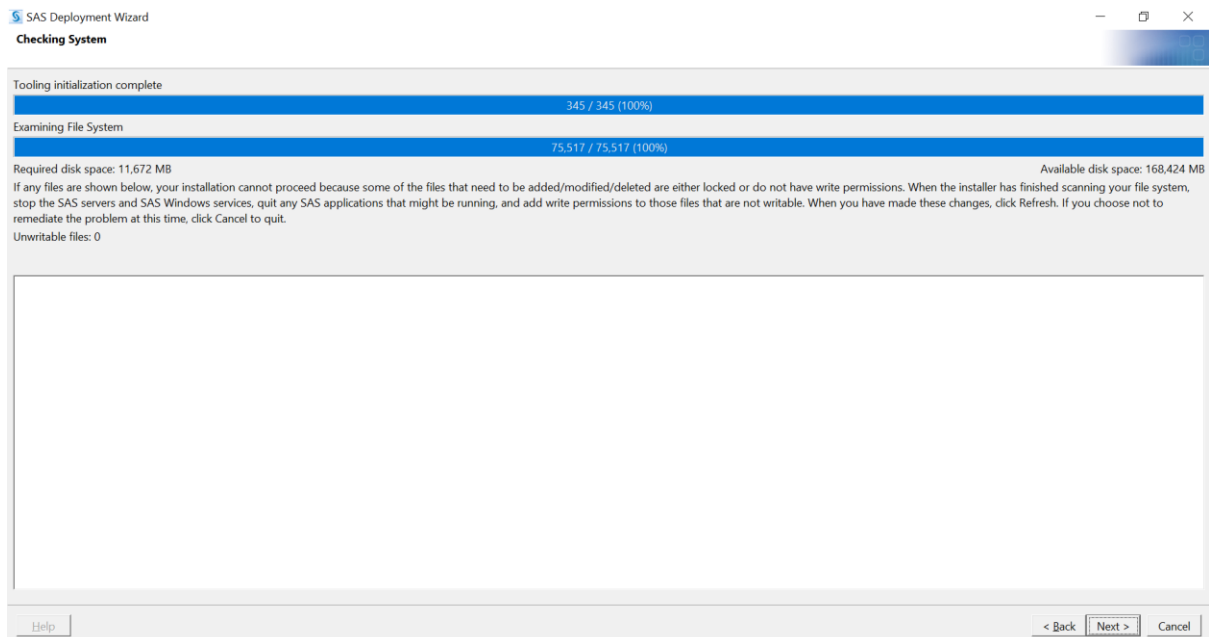 SAS Deployment Wizard
Checking System
Tooling initialization complete
345 / 345 (100%)
Examining File System
75,517 / 75,517 (100%)
Required disk space: 11,672 MB Available disk space: 168,424 MB
If any files are shown below, your installation cannot proceed because some of the files that need to be added/modified/deleted are either locked or do not have write permissions. When the installer has finished scanning your file system,
stop the SAS servers and SAS Windows services, quit any SAS applications that might be running, and add write permissions to those files that are not writable. When you have made these changes, click Refresh. If you choose not to
remediate the problem at this time, click Cancel to quit.
Unwritable files: 0
Help < Back Next > Cancel